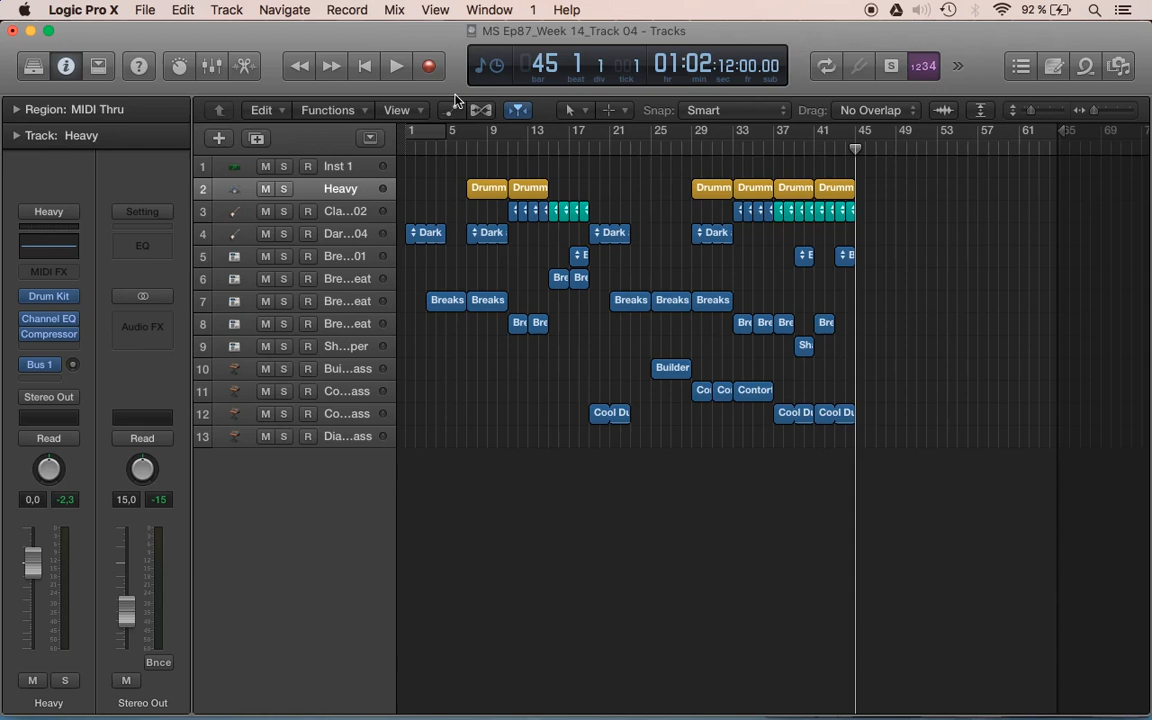 Logic Pro X File Edit Track Navigate Record Mix View Window 1 Help 92 %
MS Ep87_Week 14_Track 04 - Tracks
45 1 1 1 01:02:12:00.00
bar beat div tick hr min sec fr
S 1234
Region: MIDI Thru
Edit Functions View Snap: Smart Drag: No Overlap
Track: Heavy
1 5 9 13 17 21 25 29 33 37 41 45 49 53 57 61 65 69
1 M S R Inst 1
2 M S Heavy Drumm Drumm Drumm Drumm Drumm Drumm
3 M S R Cla...02
4 M S R Dar...04 Dark Dark Dark Dark
5 M S R Bre...01 E E B
6 M S R Bre...eat Bre Bre
7 M S R Bre...eat Breaks Breaks Breaks Breaks Breaks
8 M S R Bre...eat Bre Bre Bre Bre Bre Bre
9 M S R Sh...per Sha
10 M S R Bui...ass Builder
11 M S R Co...ass Cor Cor Contor
12 M S R Co...ass Cool Du Cool Du Cool Du
13 M S R Dia...ass
Heavy Setting
EQ
MIDI FX
Drum Kit
Channel EQ
Compressor
Audio FX
Bus 1
Stereo Out
Read Read
0,0 -2,3 15,0 -15
Bnce
M S M
Heavy Stereo Out